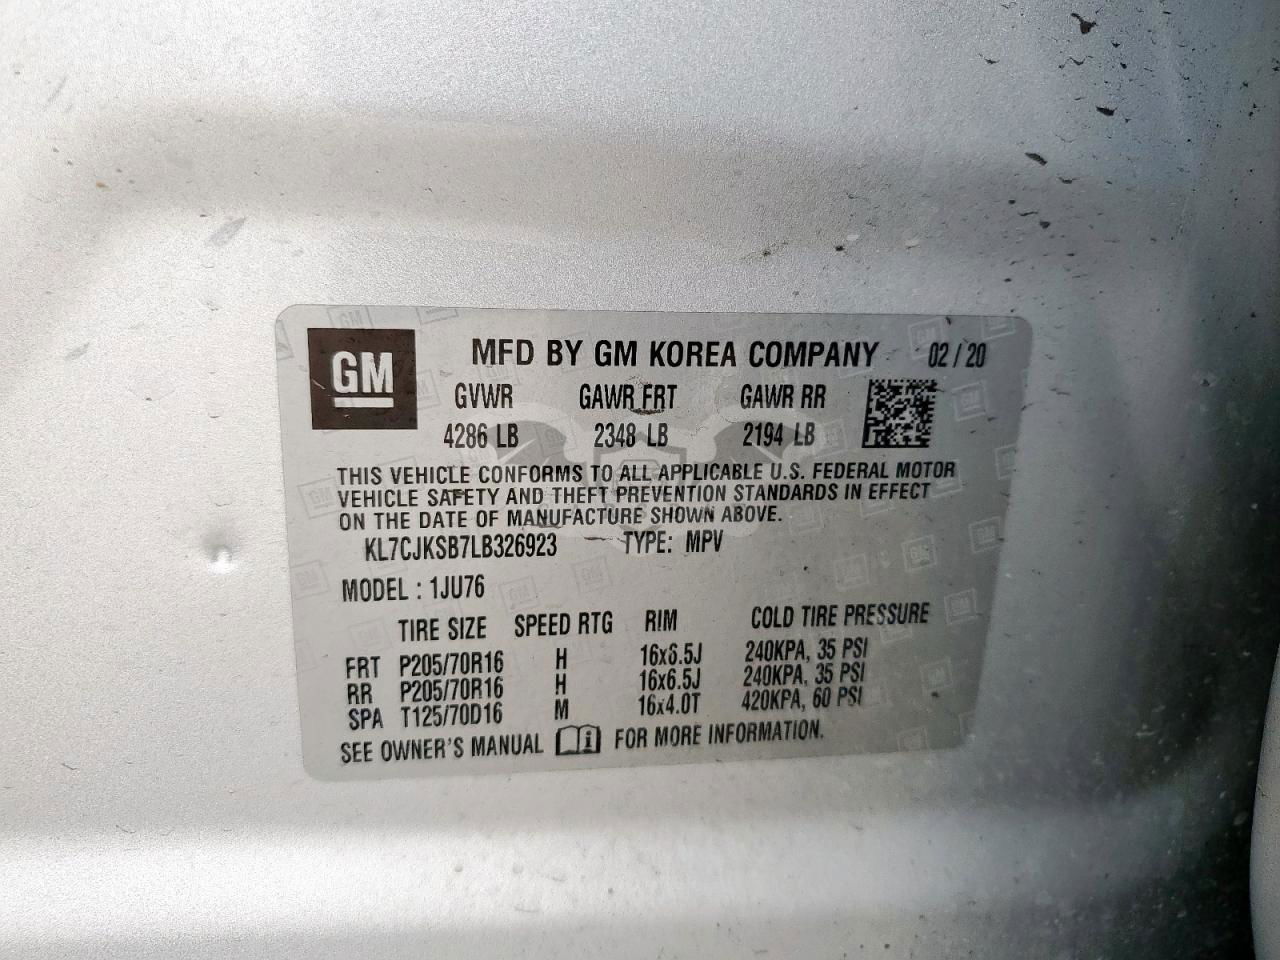 GM
MFD BY GM KOREA COMPANY 02/20
GVWR GAWR FRT GAWR RR
4286 LB 2348 LB 2194 LB
THIS VEHICLE CONFORMS TO ALL APPLICABLE U.S. FEDERAL MOTOR
VEHICLE SAFETY AND THEFT PREVENTION STANDARDS IN EFFECT
ON THE DATE OF MANUFACTURE SHOWN ABOVE.
KL7CJKSB7LB326923 TYPE: MPV
MODEL : 1JU76
TIRE SIZE SPEED RTG RIM COLD TIRE PRESSURE
FRT P205/70R16 H 16x6.5J 240KPA, 35 PSI
RR P205/70R16 H 16x6.5J 240KPA, 35 PSI
SPA T125/70D16 M 16x4.0T 420KPA, 60 PSI
SEE OWNER'S MANUAL i FOR MORE INFORMATION.